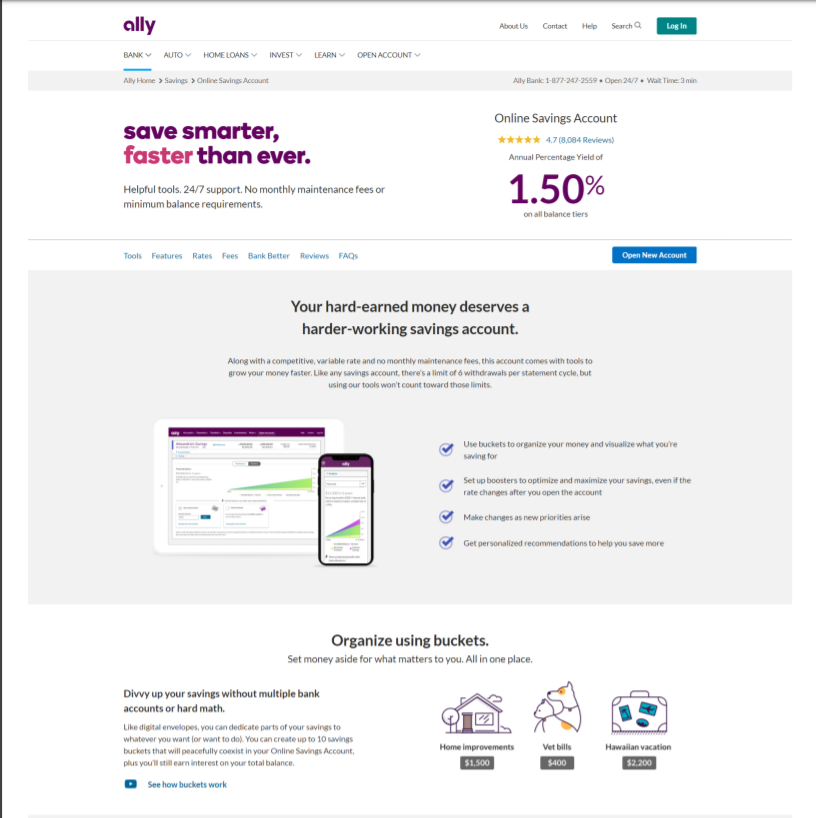 ally
About Us Contact Help Search Log In
BANK AUTO HOME LOANS INVEST LEARN OPEN ACCOUNT
Ally Home > Savings > Online Savings Account
Ally Bank: 1-877-247-2559 • Open 24/7 • Wait Time: 3 min
save smarter,
faster than ever.
Helpful tools. 24/7 support. No monthly maintenance fees or
minimum balance requirements.
Online Savings Account
4.7 (8,084 Reviews)
Annual Percentage Yield of
1.50%
on all balance tiers
Tools Features Rates Fees Bank Better Reviews FAQs
Open New Account
Your hard-earned money deserves a
harder-working savings account.
Along with a competitive, variable rate and no monthly maintenance fees, this account comes with tools to
grow your money faster. Like any savings account, there's a limit of 6 withdrawals per statement cycle, but
using our tools won't count toward those limits.
ally
ally
Use buckets to organize your money and visualize what you're
saving for
Set up boosters to optimize and maximize your savings, even if the
rate changes after you open the account
Make changes as new priorities arise
Get personalized recommendations to help you save more
Organize using buckets.
Set money aside for what matters to you. All in one place.
Divvy up your savings without multiple bank
accounts or hard math.
Like digital envelopes, you can dedicate parts of your savings to
whatever you want (or want to do). You can create up to 10 savings
buckets that will peacefully coexist in your Online Savings Account,
plus you'll still earn interest on your total balance.
See how buckets work
Home improvements
$1,500
Vet bills
$400
Hawaiian vacation
$2,200